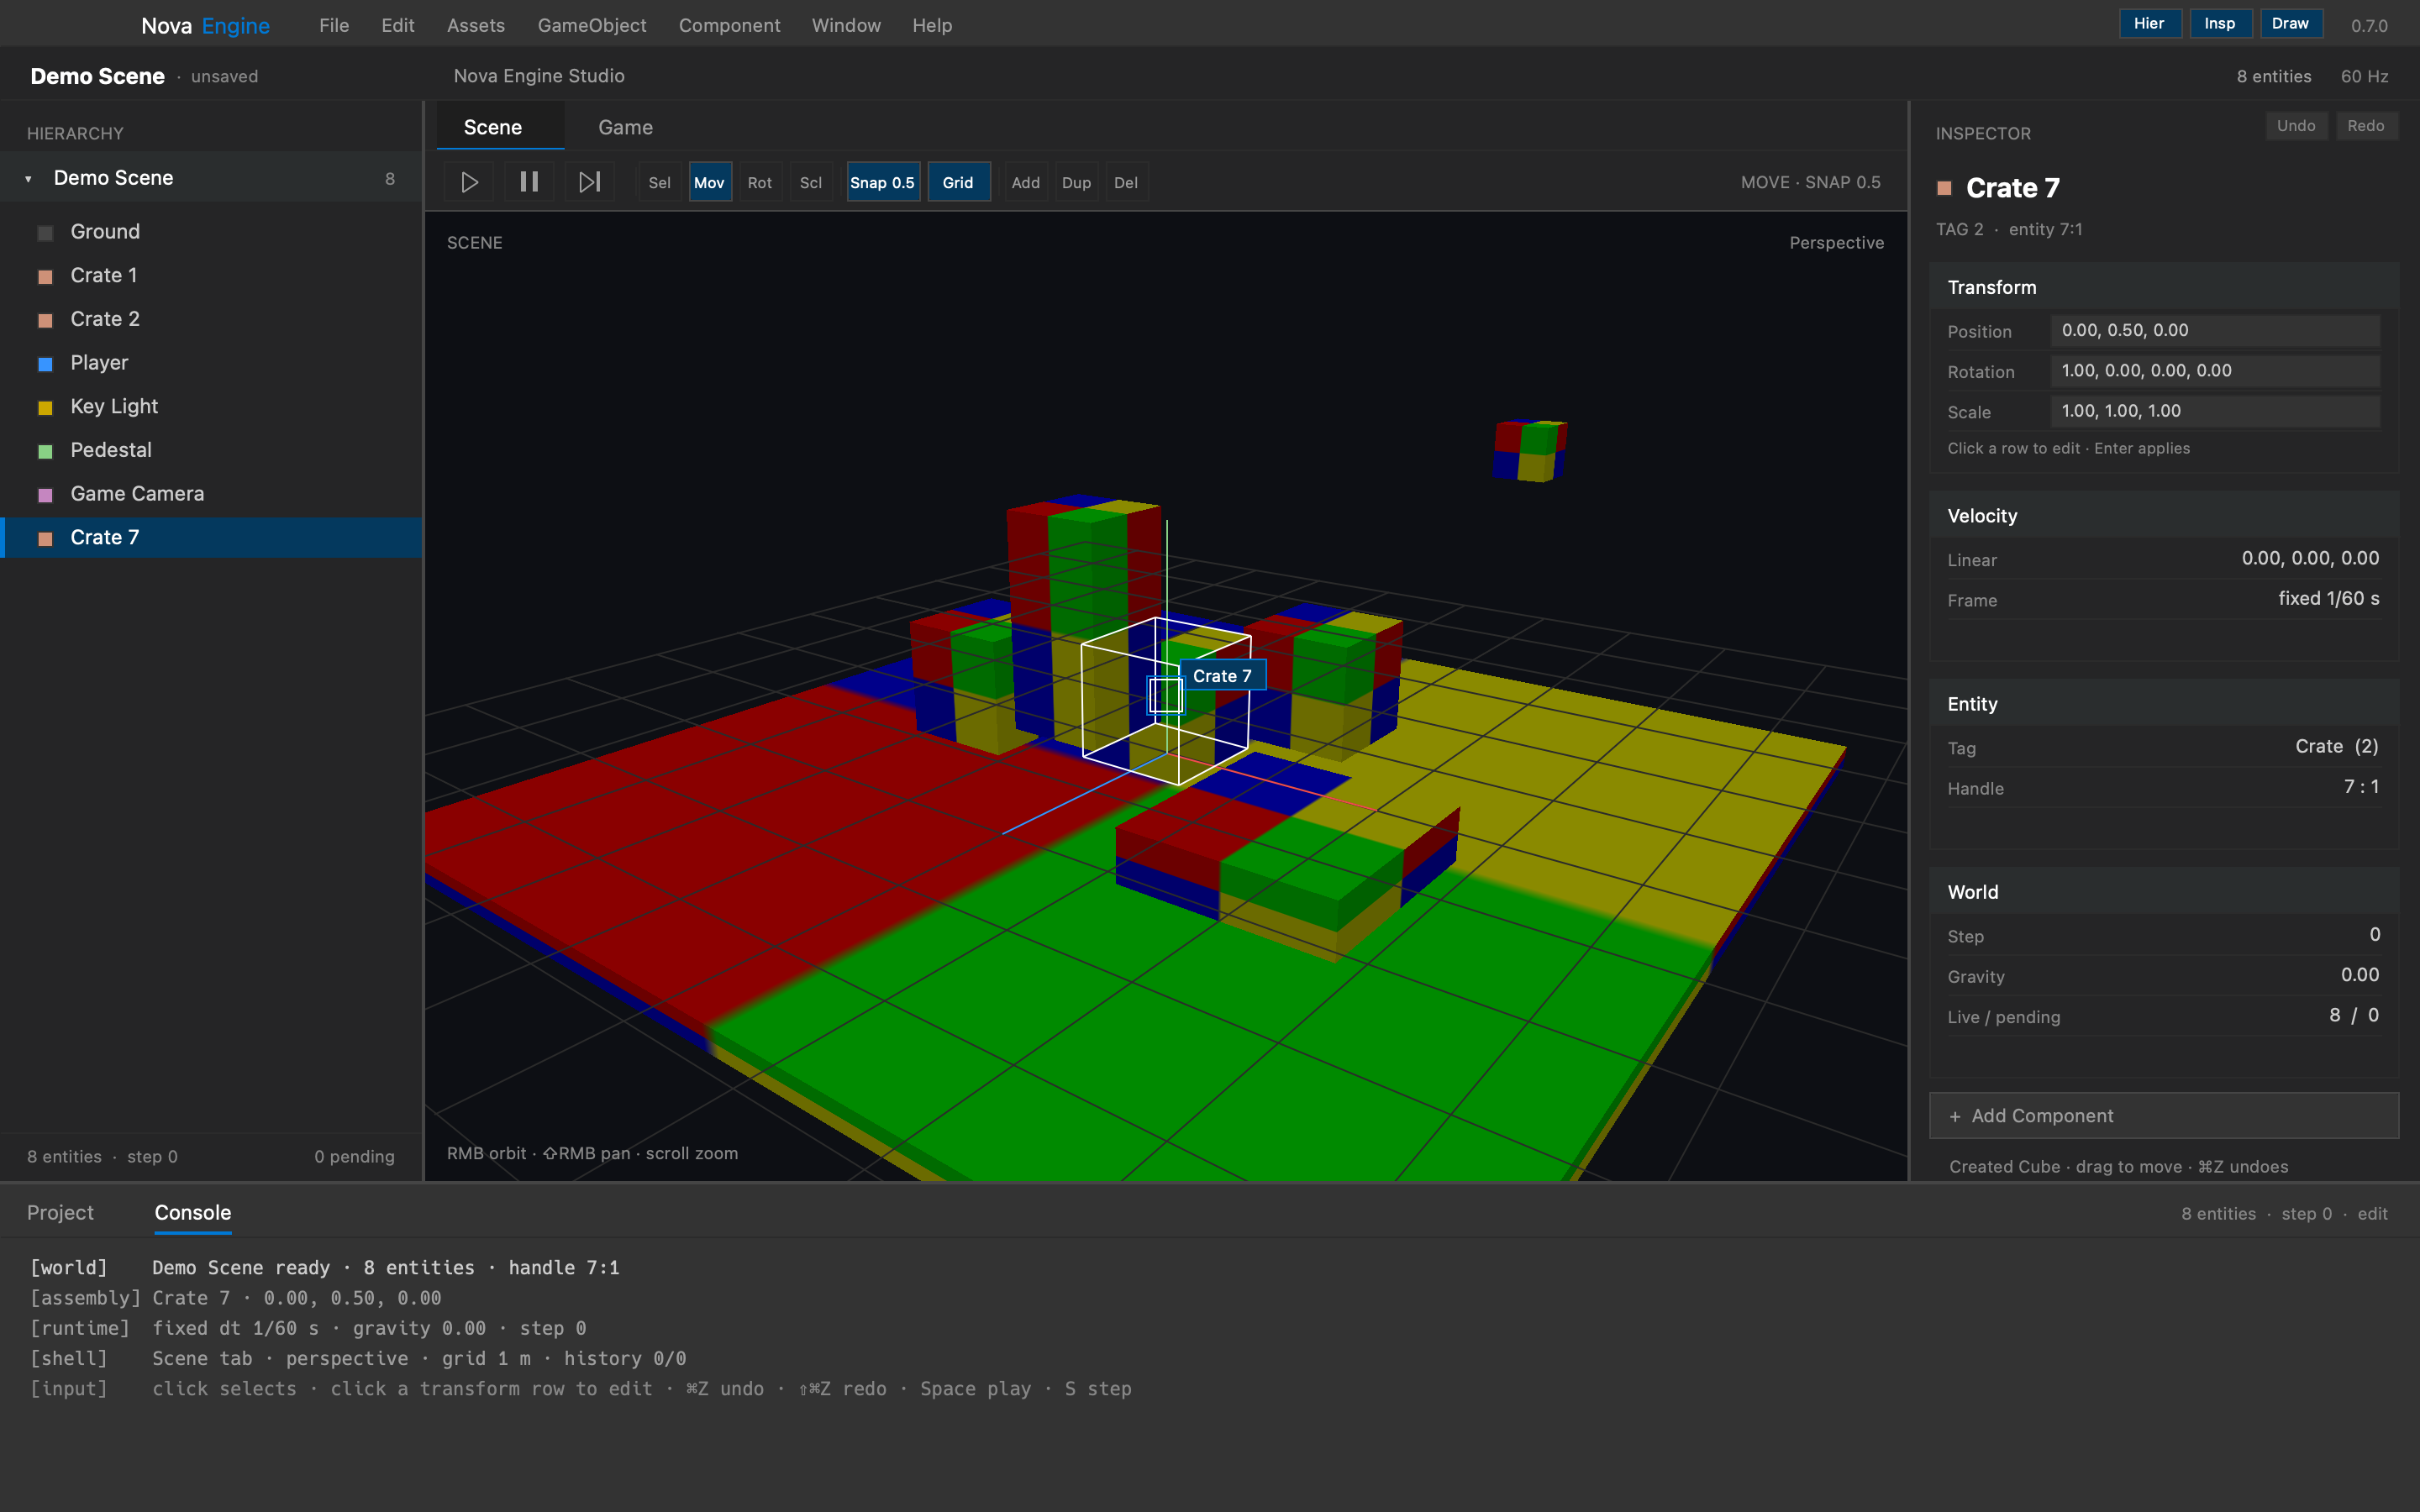 Nova Engine File Edit Assets GameObject Component Window Help Hier Insp Draw 0.7.0
Demo Scene · unsaved Nova Engine Studio 8 entities 60 Hz
HIERARCHY
Demo Scene 8
Ground
Crate 1
Crate 2
Player
Key Light
Pedestal
Game Camera
Crate 7
8 entities · step 0 0 pending
Scene Game
Sel Mov Rot Scl Snap 0.5 Grid Add Dup Del MOVE · SNAP 0.5
SCENE Perspective
Crate 7
RMB orbit · ⇧RMB pan · scroll zoom
INSPECTOR Undo Redo
Crate 7
TAG 2 · entity 7:1
Transform
Position 0.00, 0.50, 0.00
Rotation 1.00, 0.00, 0.00, 0.00
Scale 1.00, 1.00, 1.00
Click a row to edit · Enter applies
Velocity
Linear 0.00, 0.00, 0.00
Frame fixed 1/60 s
Entity
Tag Crate (2)
Handle 7 : 1
World
Step 0
Gravity 0.00
Live / pending 8 / 0
+ Add Component
Created Cube · drag to move · ⌘Z undoes
Project Console 8 entities · step 0 · edit
[world] Demo Scene ready · 8 entities · handle 7:1
[assembly] Crate 7 · 0.00, 0.50, 0.00
[runtime] fixed dt 1/60 s · gravity 0.00 · step 0
[shell] Scene tab · perspective · grid 1 m · history 0/0
[input] click selects · click a transform row to edit · ⌘Z undo · ⇧⌘Z redo · Space play · S step